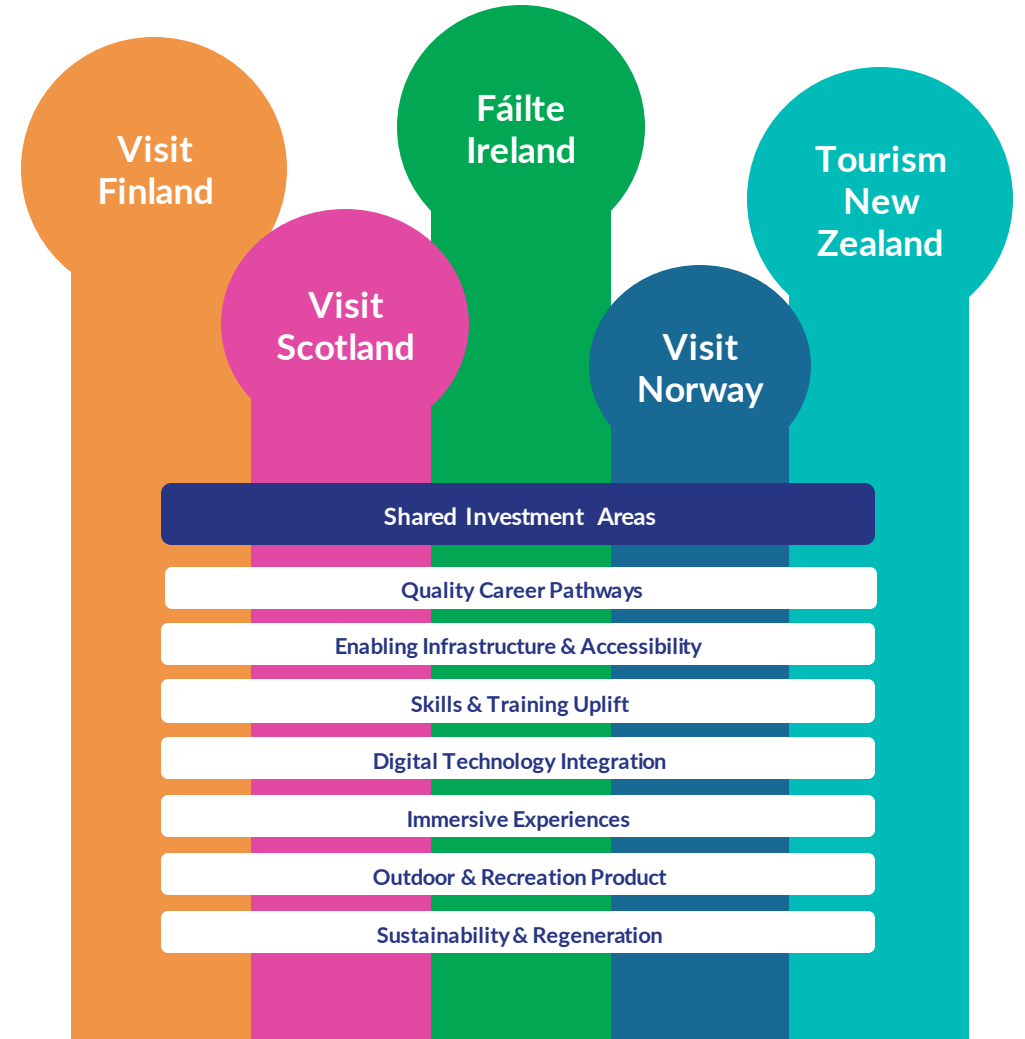 Visit
Finland
Fáilte
Ireland
Tourism
New
Zealand
Visit
Scotland
Visit
Norway
Shared Investment Areas
Quality Career Pathways
Enabling Infrastructure & Accessibility
Skills & Training Uplift
Digital Technology Integration
Immersive Experiences
Outdoor & Recreation Product
Sustainability & Regeneration